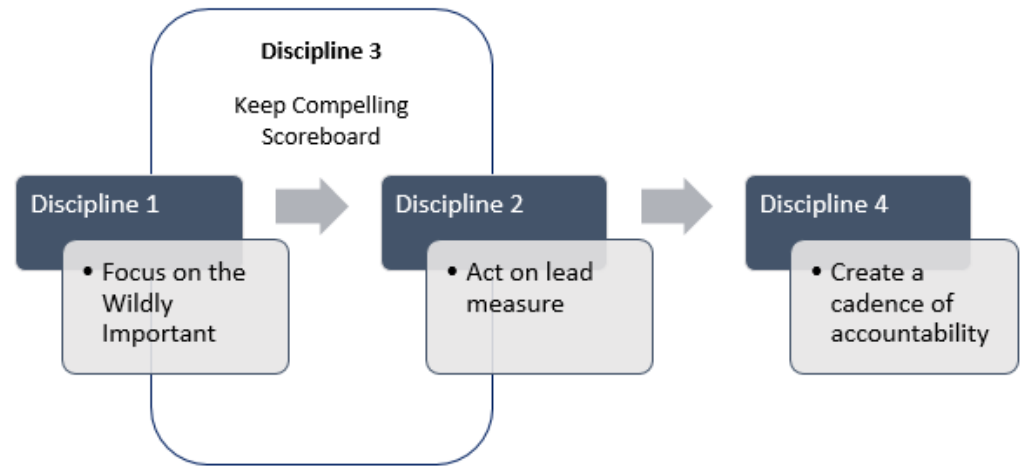 Discipline 3
Keep Compelling
Scoreboard
Discipline 1
• Focus on the
Wildly
Important
Discipline 2
• Act on lead
measure
Discipline 4
• Create a
cadence of
accountability